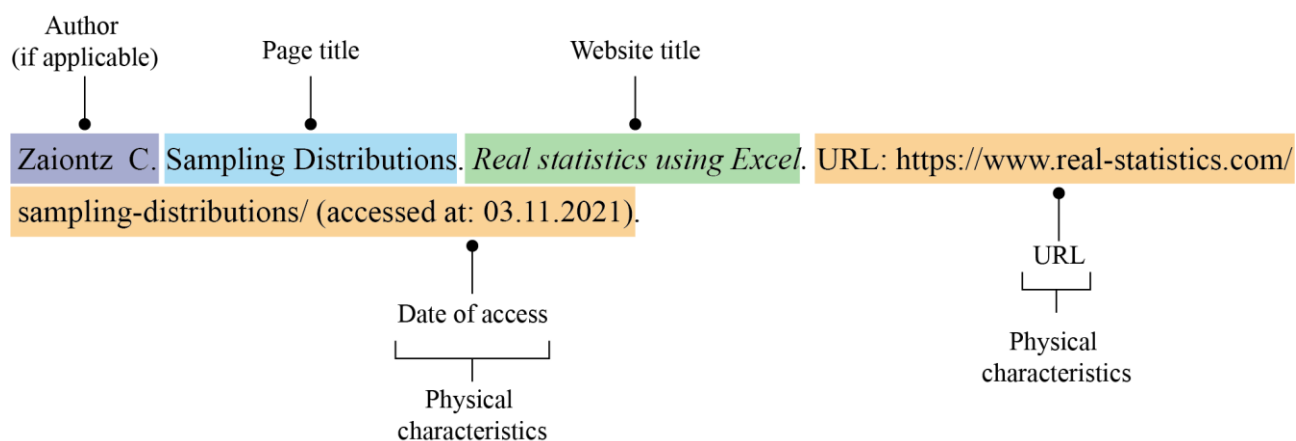 Author
(if applicable)
Page title
Website title
Zaiontz C. Sampling Distributions. Real statistics using Excel. URL: https://www.real-statistics.com/
sampling-distributions/ (accessed at: 03.11.2021).
URL
Date of access
Physical
characteristics
Physical
characteristics